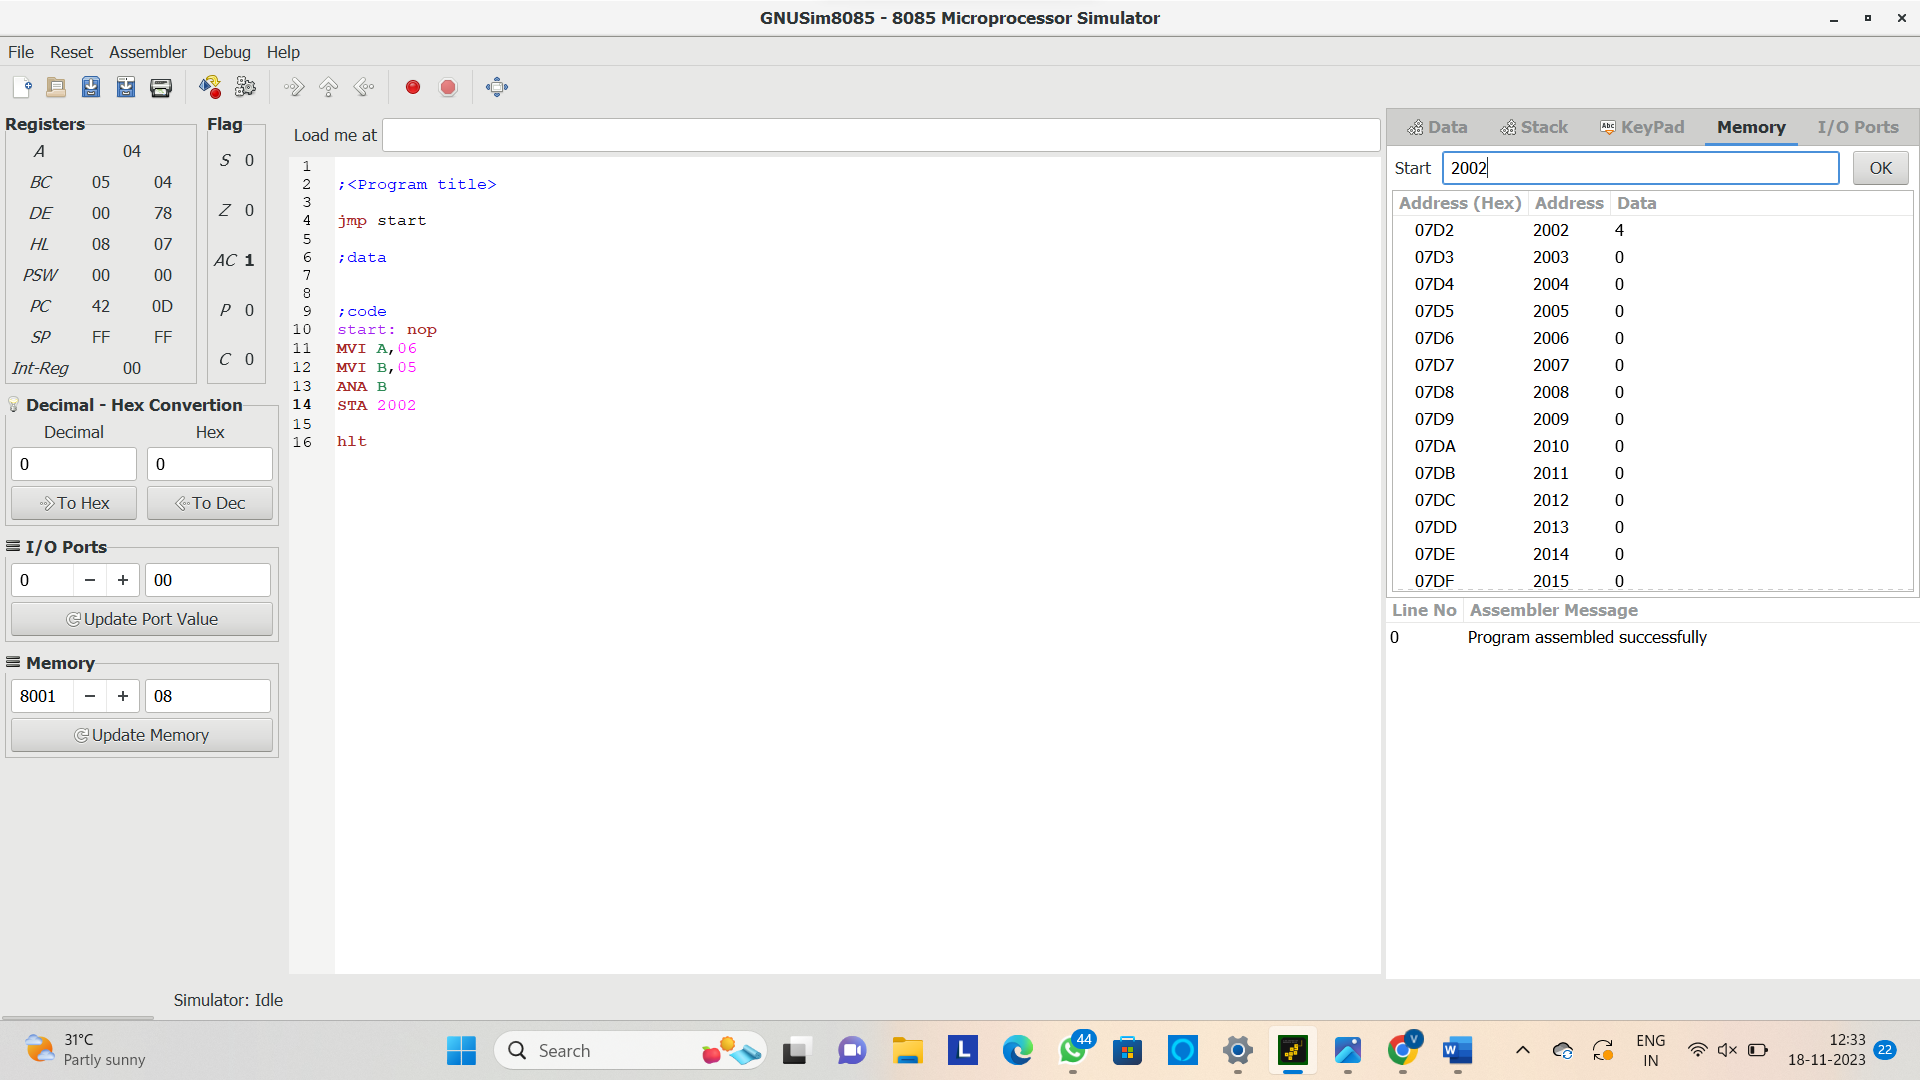 GNUSim8085 - 8085 Microprocessor Simulator
File Reset Assembler Debug Help
Registers
A 04
BC 05 04
DE 00 78
HL 08 07
PSW 00 00
PC 42 0D
SP FF FF
Int-Reg 00
Flag
S 0
Z 0
AC 1
P 0
C 0
Decimal - Hex Convertion
Decimal Hex
0 0
To Hex To Dec
I/O Ports
0 − + 00
Update Port Value
Memory
8001 − + 08
Update Memory
Load me at
1
2 ;<Program title>
3
4 jmp start
5
6 ;data
7
8
9 ;code
10 start: nop
11 MVI A,06
12 MVI B,05
13 ANA B
14 STA 2002
15
16 hlt
Data Stack Abc KeyPad Memory I/O Ports
Start 2002 OK
Address (Hex) Address Data
07D2 2002 4
07D3 2003 0
07D4 2004 0
07D5 2005 0
07D6 2006 0
07D7 2007 0
07D8 2008 0
07D9 2009 0
07DA 2010 0
07DB 2011 0
07DC 2012 0
07DD 2013 0
07DE 2014 0
07DF 2015 0
Line No Assembler Message
0 Program assembled successfully
Simulator: Idle
31°C
Partly sunny
Search
L
44
V
W
ENG
IN
12:33
18-11-2023
22